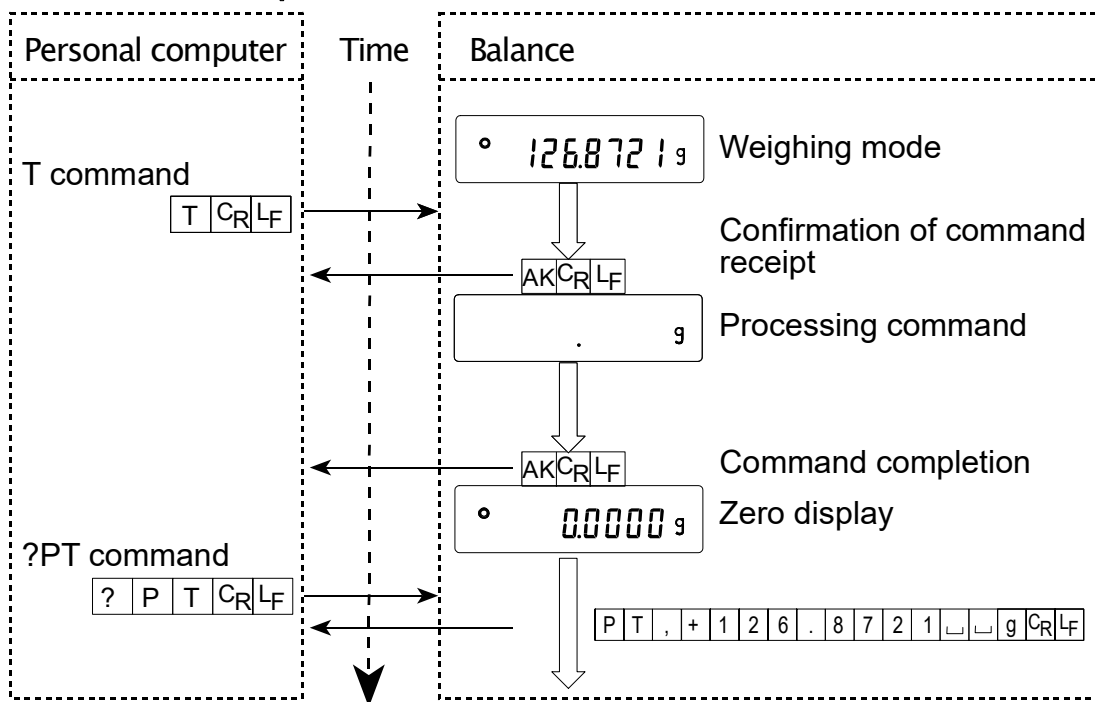 Personal computer Time Balance
126.8721 g Weighing mode
T command
T CR LF
Confirmation of command
receipt
AK CR LF
. g Processing command
AK CR LF Command completion
0.0000 g Zero display
?PT command
? P T CR LF
P T , + 1 2 6 . 8 7 2 1 ␣ ␣ g CR LF